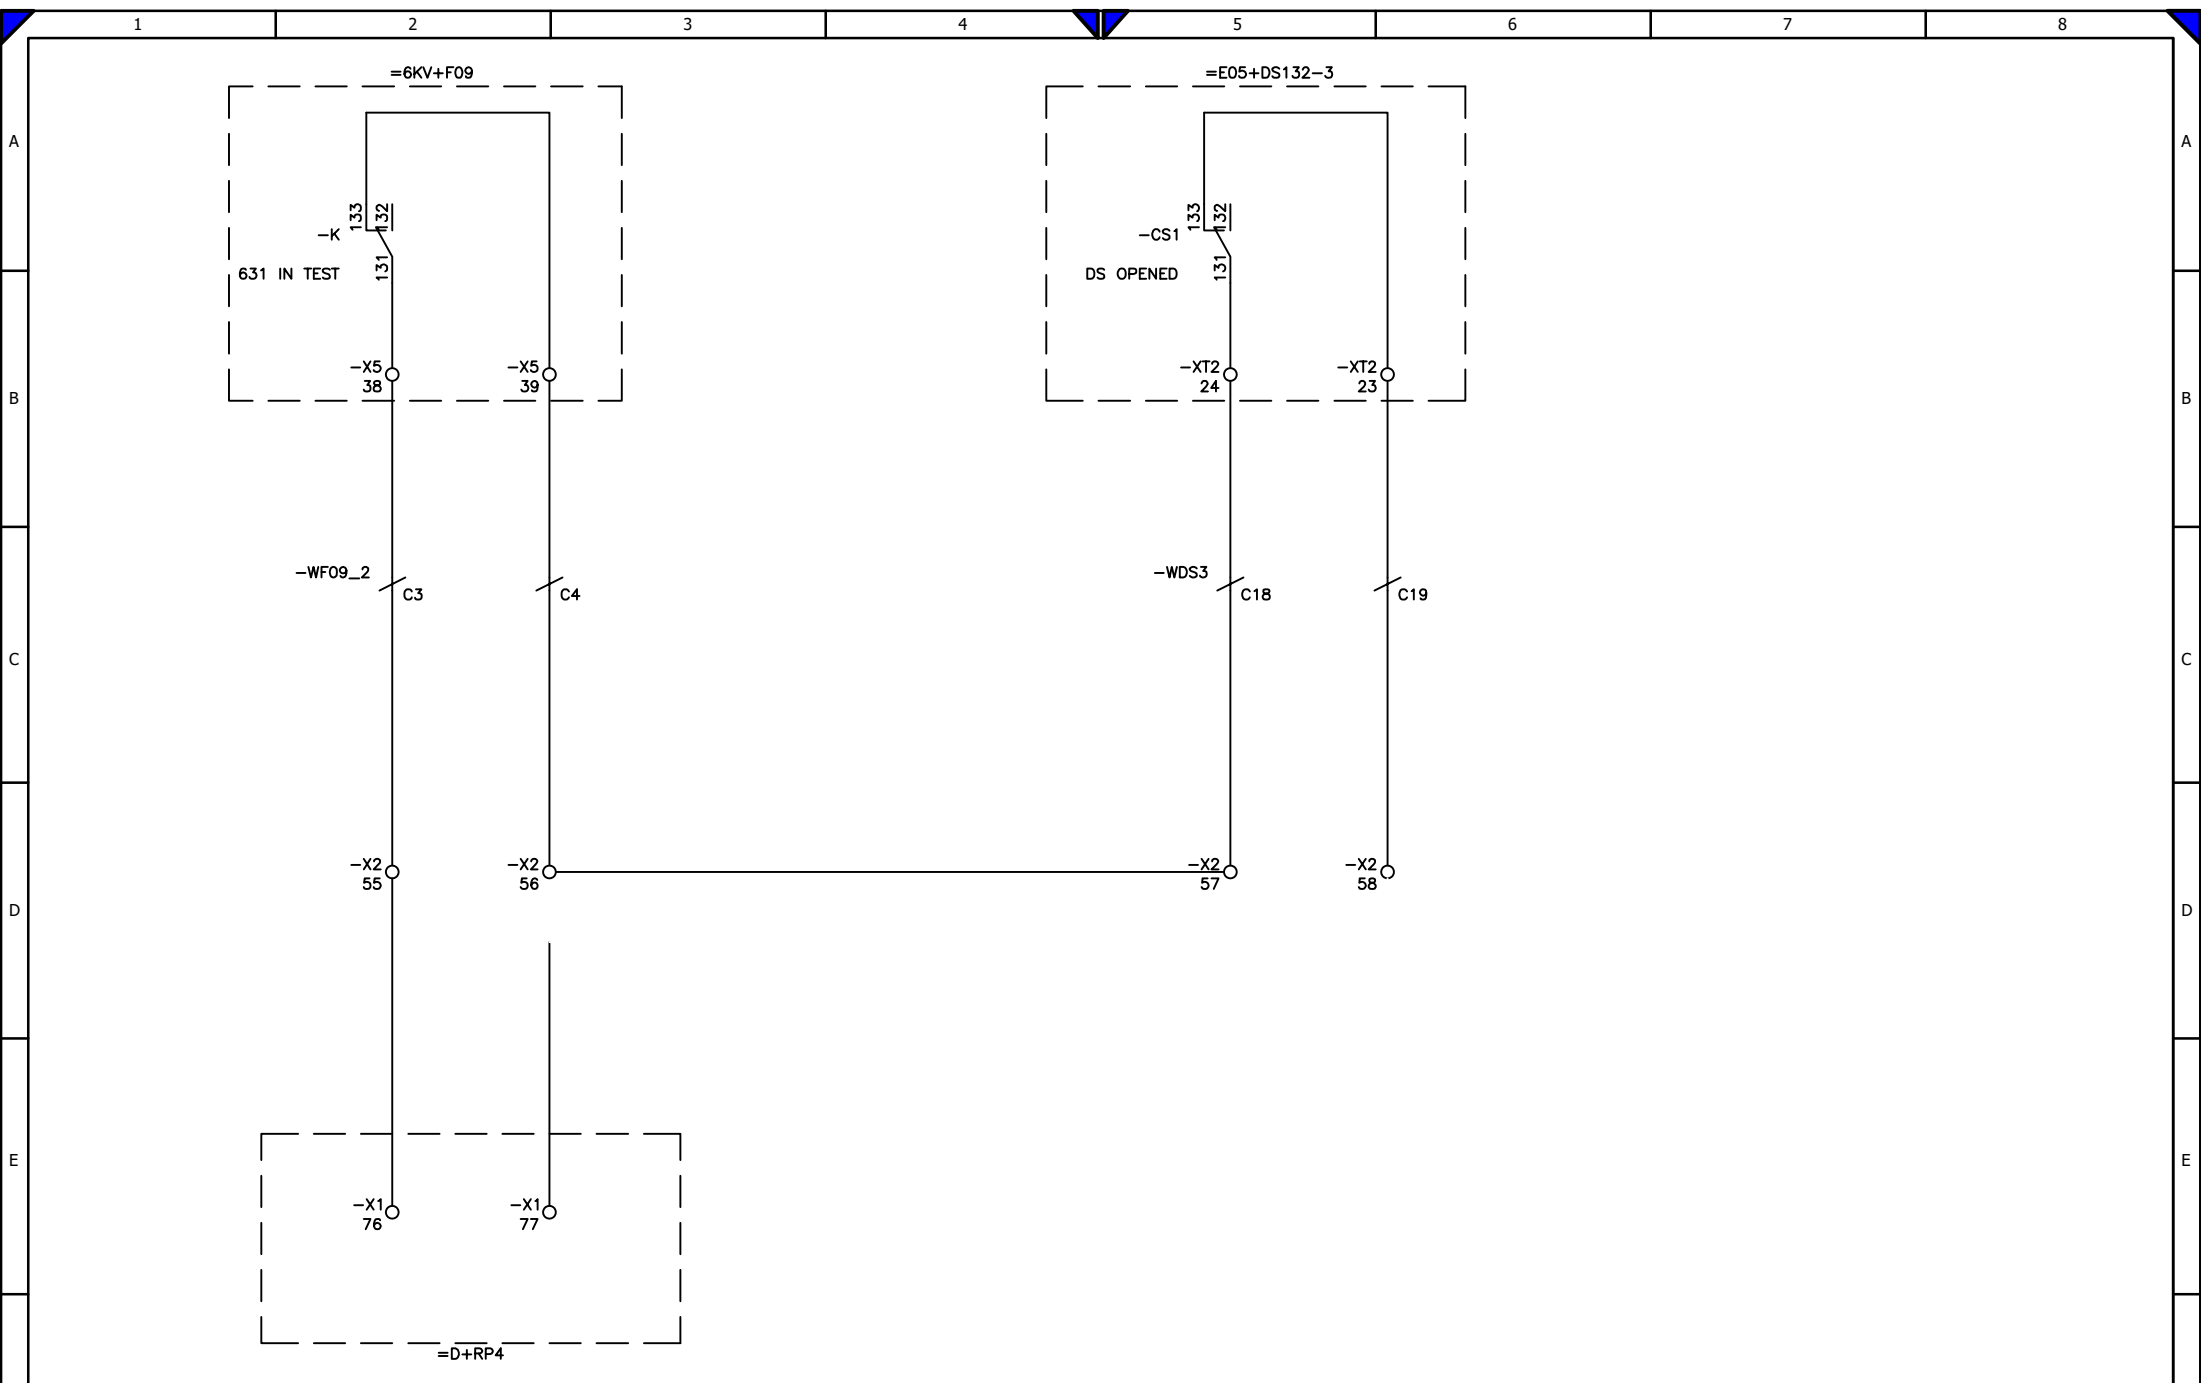 1 2 3 4 5 6 7 8
=6KV+F09
=E05+DS132-3
A A
133 132
-K
631 IN TEST
131
133 132
-CS1
DS OPENED
131
-X5
38
-X5
39
-XT2
24
-XT2
23
B B
-WF09_2
C3
C4
-WDS3
C18
C19
C C
-X2
55
-X2
56
-X2
57
-X2
58
D D
E E
-X1
76
-X1
77
=D+RP4